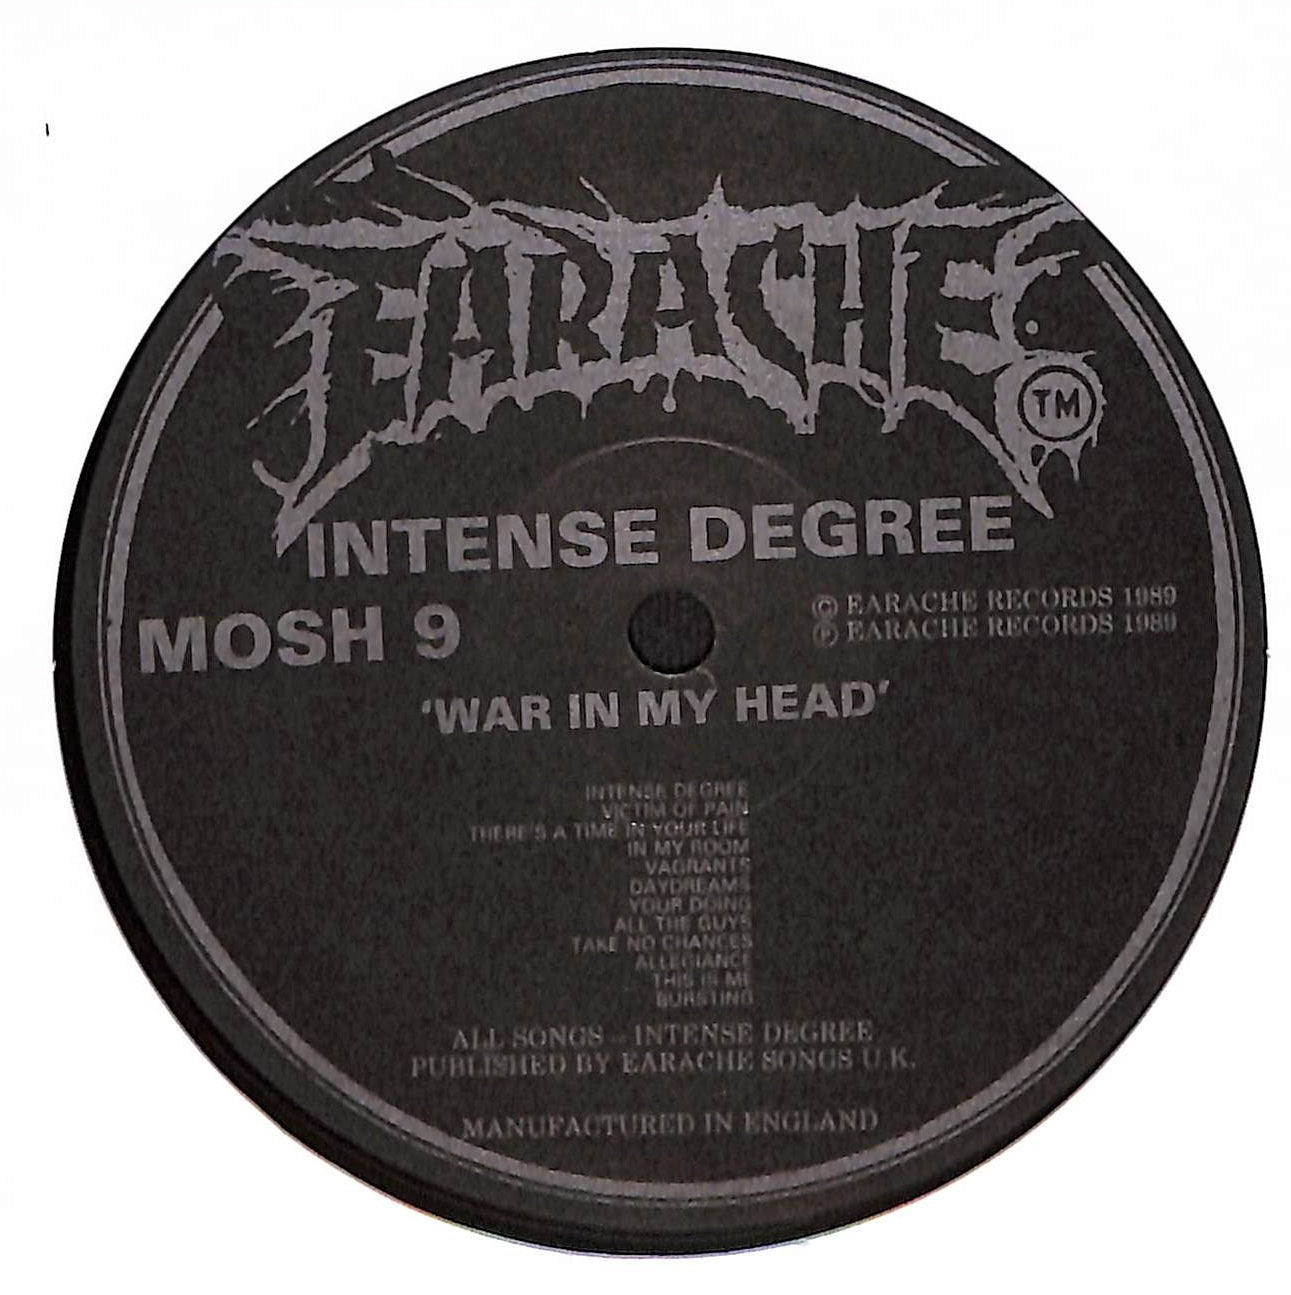 EARACHE
TM
INTENSE DEGREE
MOSH 9
© EARACHE RECORDS 1989
℗ EARACHE RECORDS 1989
'WAR IN MY HEAD'
INTENSE DEGREE
VICTIM OF PAIN
THERE'S A TIME IN YOUR LIFE
IN MY ROOM
VAGRANTS
DAYDREAMS
YOUR DOING
ALL THE GUYS
TAKE NO CHANCES
ALLEGIANCE
THIS IS ME
BURSTING
ALL SONGS – INTENSE DEGREE
PUBLISHED BY EARACHE SONGS U.K.
MANUFACTURED IN ENGLAND